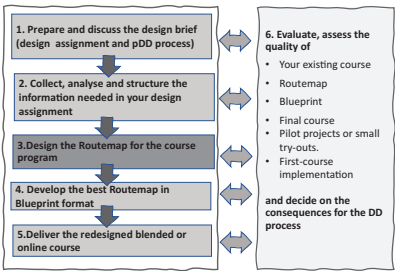 1. Prepare and discuss the design brief
(design assignment and pDD process)
2. Collect, analyse and structure the
information needed in your design
assignment
3.Design the Routemap for the course
program
4. Develop the best Routemap in
Blueprint format
5.Deliver the redesigned blended or
online course
6. Evaluate, assess the
quality of
• Your existing course
• Routemap
• Blueprint
• Final course
• Pilot projects or small
try-outs.
• First-course
implementation
and decide on the
consequences for the DD
process